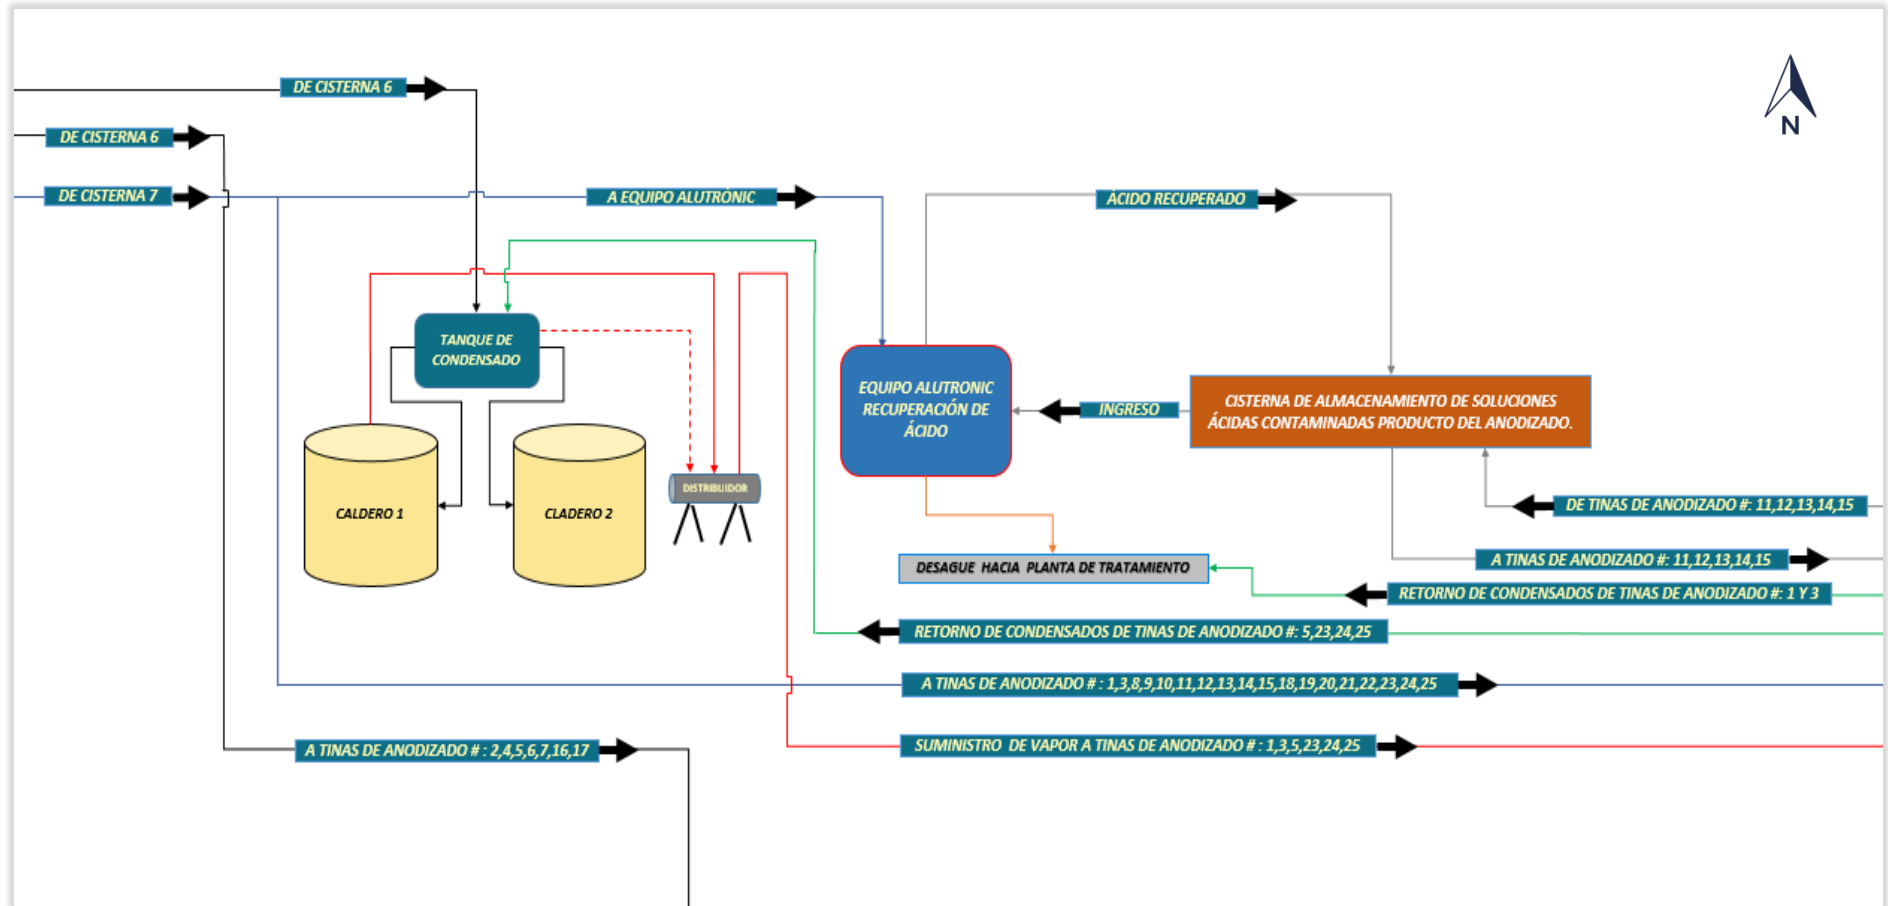 DE CISTERNA 6
DE CISTERNA 6
DE CISTERNA 7
A EQUIPO ALUTRÓNIC
ÁCIDO RECUPERADO
N
TANQUE DE
CONDENSADO
EQUIPO ALUTRONIC
RECUPERACIÓN DE
ÁCIDO
INGRESO
CISTERNA DE ALMACENAMIENTO DE SOLUCIONES
ÁCIDAS CONTAMINADAS PRODUCTO DEL ANODIZADO.
CALDERO 1
CLADERO 2
DISTRIBUIDOR
DE TINAS DE ANODIZADO #: 11,12,13,14,15
A TINAS DE ANODIZADO #: 11,12,13,14,15
DESAGUE HACIA PLANTA DE TRATAMIENTO
RETORNO DE CONDENSADOS DE TINAS DE ANODIZADO #: 1 Y 3
RETORNO DE CONDENSADOS DE TINAS DE ANODIZADO #: 5,23,24,25
A TINAS DE ANODIZADO # : 1,3,8,9,10,11,12,13,14,15,18,19,20,21,22,23,24,25
A TINAS DE ANODIZADO # : 2,4,5,6,7,16,17
SUMINISTRO DE VAPOR A TINAS DE ANODIZADO # : 1,3,5,23,24,25